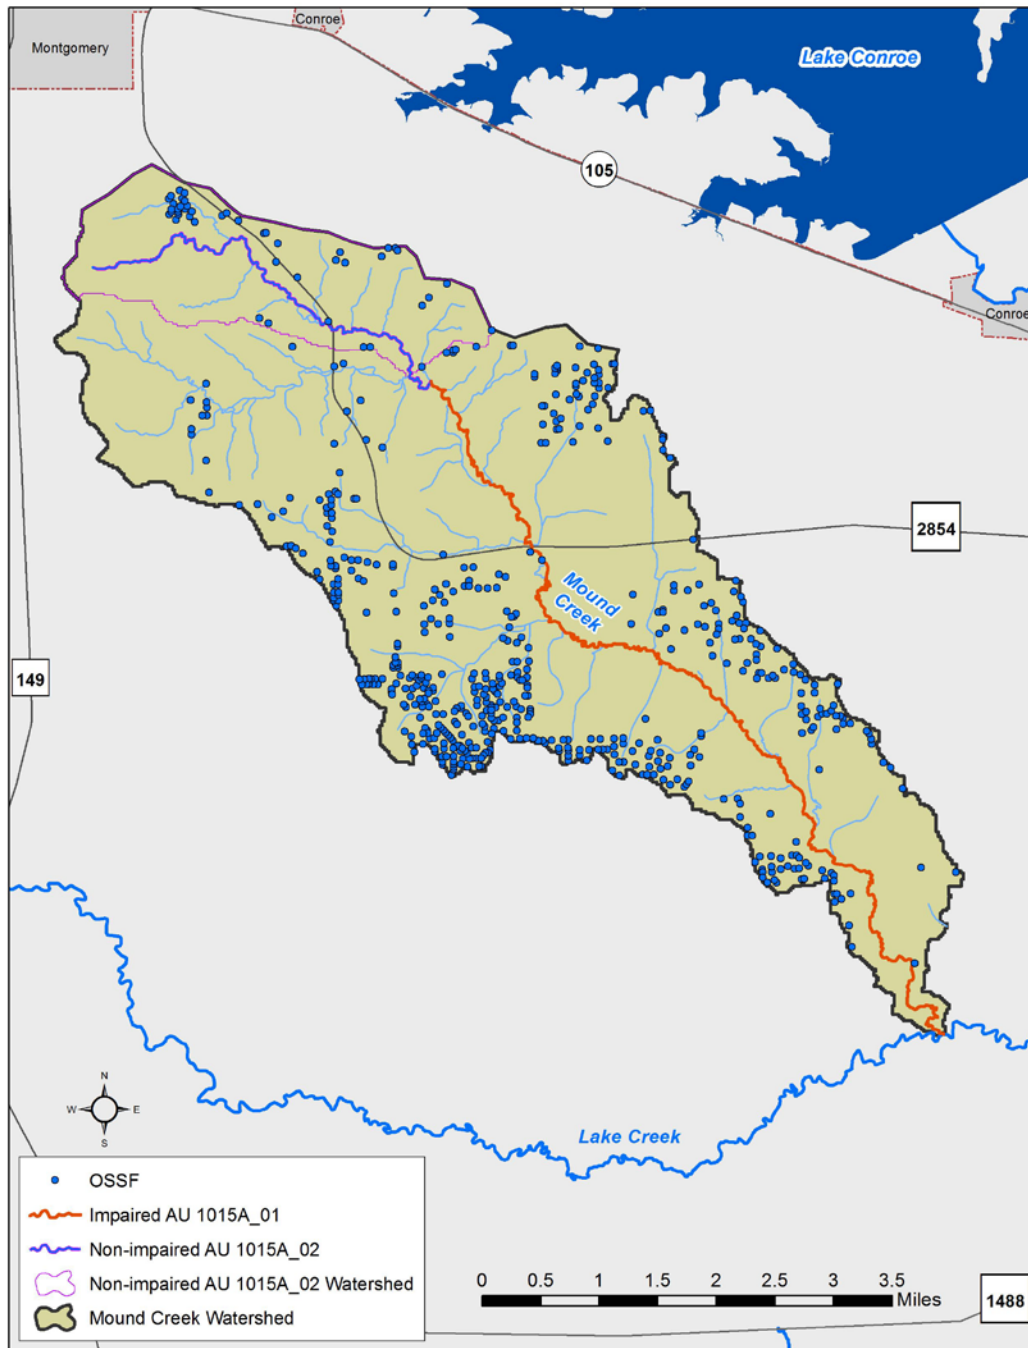 Conroe
Montgomery
Lake Conroe
105
Conroe
2854
Mound
Creek
149
N
W
E
S
Lake Creek
OSSF
Impaired AU 1015A_01
Non-impaired AU 1015A_02
Non-impaired AU 1015A_02 Watershed
Mound Creek Watershed
0 0.5 1 1.5 2 2.5 3 3.5
Miles
1488